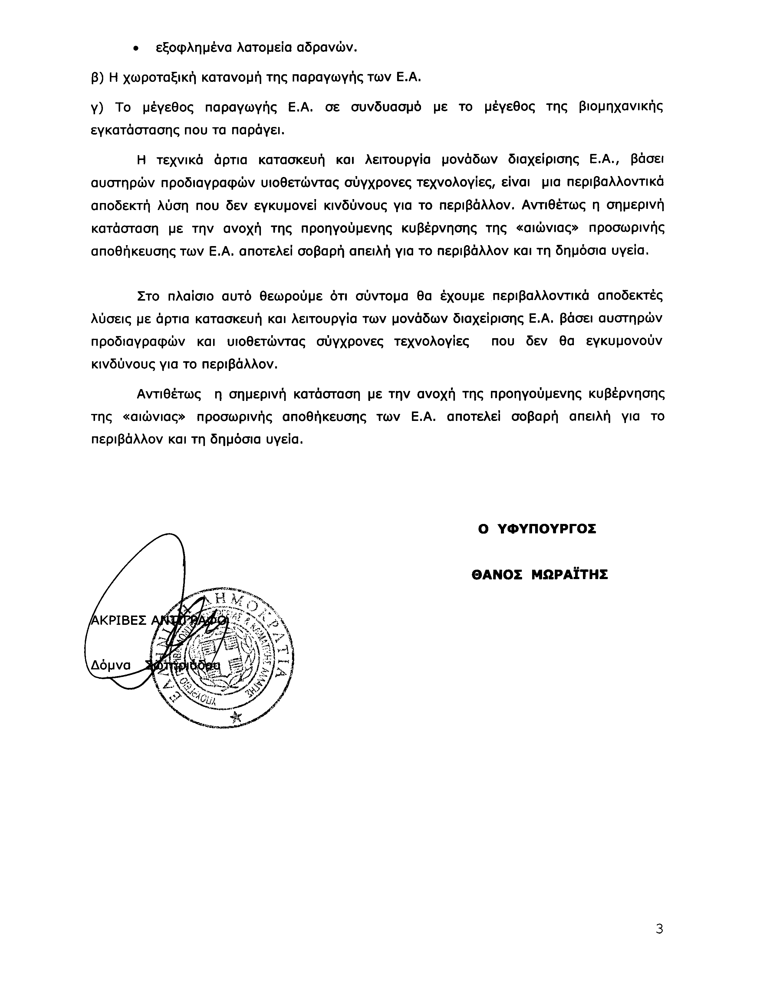 • εξοφλημένα λατομεία αδρανών.
β) Η χωροταξική κατανομή της παραγωγής των Ε.Α.
γ) Το μέγεθος παραγωγής Ε.Α. σε συνδυασμό με το μέγεθος της βιομηχανικής
εγκατάστασης που τα παράγει.
Η τεχνικά άρτια κατασκευή και λειτουργία μονάδων διαχείρισης Ε.Α., βάσει
αυστηρών προδιαγραφών υιοθετώντας σύγχρονες τεχνολογίες, είναι μια περιβαλλοντικά
αποδεκτή λύση που δεν εγκυμονεί κινδύνους για το περιβάλλον. Αντιθέτως η σημερινή
κατάσταση με την ανοχή της προηγούμενης κυβέρνησης της «αιώνιας» προσωρινής
αποθήκευσης των Ε.Α. αποτελεί σοβαρή απειλή για το περιβάλλον και τη δημόσια υγεία.
Στο πλαίσιο αυτό θεωρούμε ότι σύντομα θα έχουμε περιβαλλοντικά αποδεκτές
λύσεις με άρτια κατασκευή και λειτουργία των μονάδων διαχείρισης Ε.Α. βάσει αυστηρών
προδιαγραφών και υιοθετώντας σύγχρονες τεχνολογίες που δεν θα εγκυμονούν
κινδύνους για το περιβάλλον.
Αντιθέτως η σημερινή κατάσταση με την ανοχή της προηγούμενης κυβέρνησης
της «αιώνιας» προσωρινής αποθήκευσης των Ε.Α. αποτελεί σοβαρή απειλή για το
περιβάλλον και τη δημόσια υγεία.
Ο ΥΦΥΠΟΥΡΓΟΣ
ΘΑΝΟΣ ΜΩΡΑΪΤΗΣ
ΑΚΡΙΒΕΣ ΑΝΤΙΓΡΑΦΟ
Δόμνα Σωτηριάδου
ΕΛΛΗΝΙΚΗ ΔΗΜΟΚΡΑΤΙΑ
3